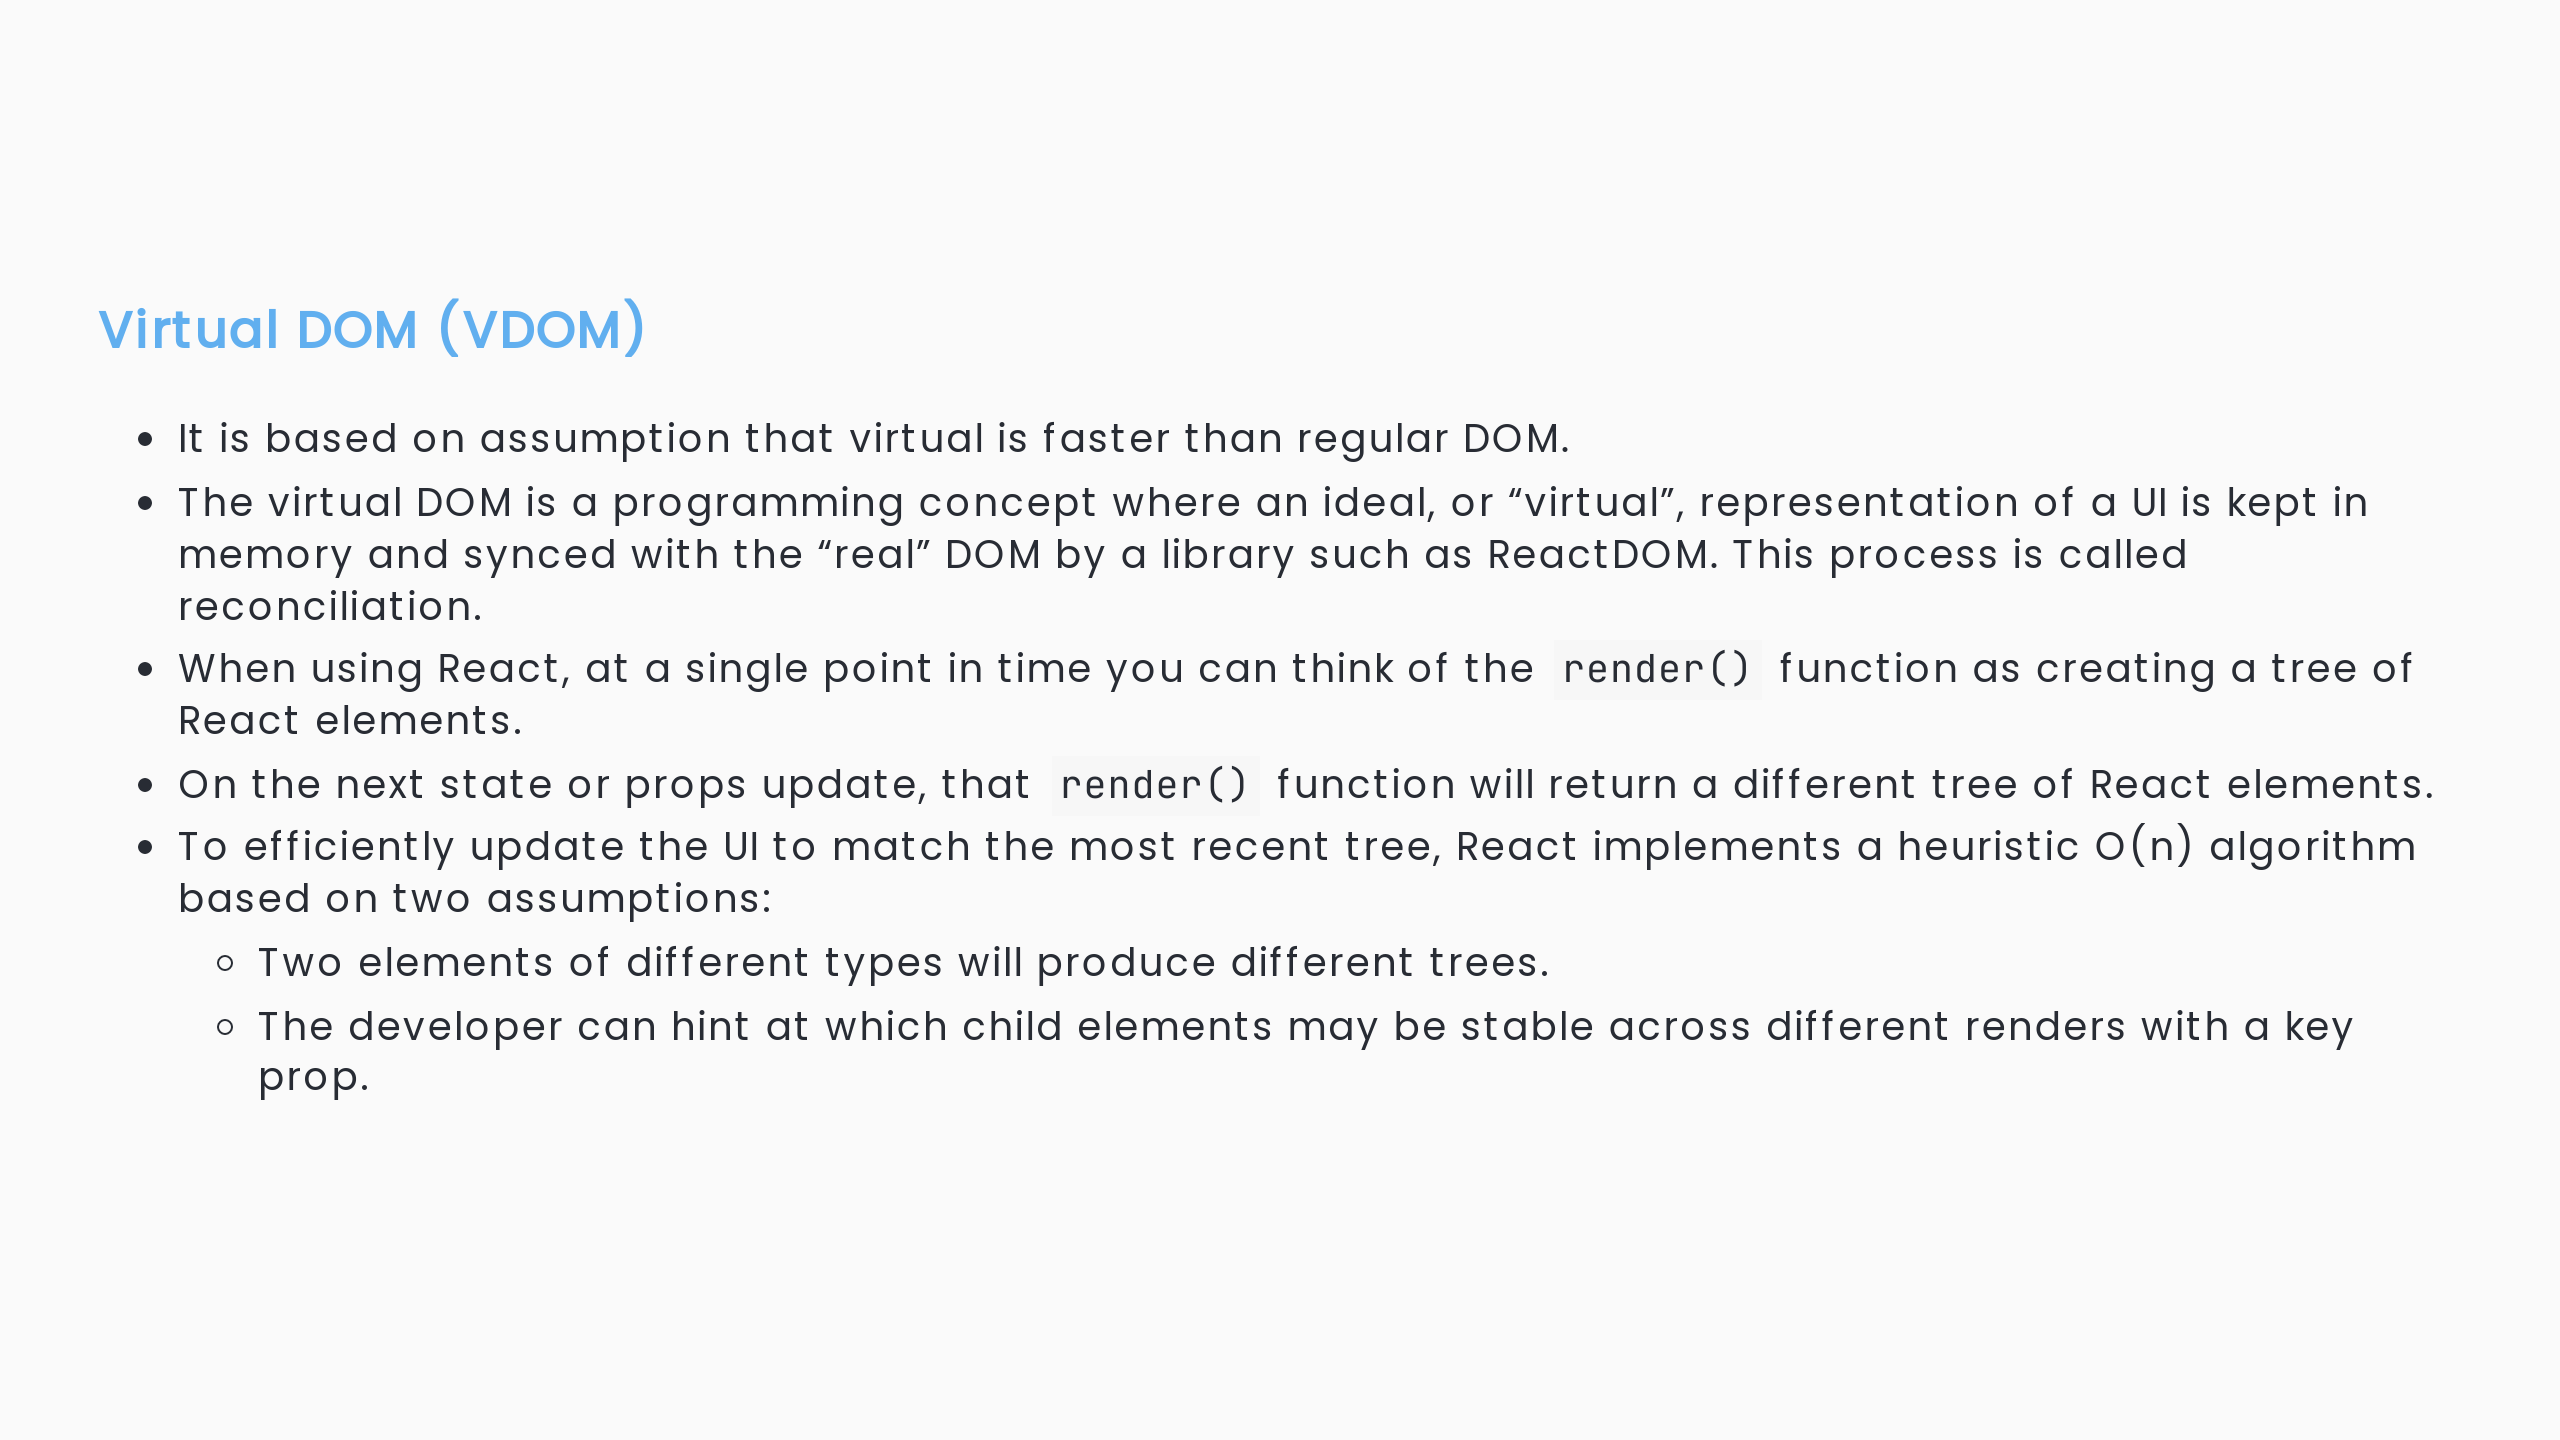 Virtual DOM (VDOM)
It is based on assumption that virtual is faster than regular DOM.
The virtual DOM is a programming concept where an ideal, or “virtual”, representation of a UI is kept in
memory and synced with the “real” DOM by a library such as ReactDOM. This process is called
reconciliation.
When using React, at a single point in time you can think of the render() function as creating a tree of
React elements.
On the next state or props update, that render() function will return a different tree of React elements.
To efficiently update the UI to match the most recent tree, React implements a heuristic O(n) algorithm
based on two assumptions:
Two elements of different types will produce different trees.
The developer can hint at which child elements may be stable across different renders with a key
prop.